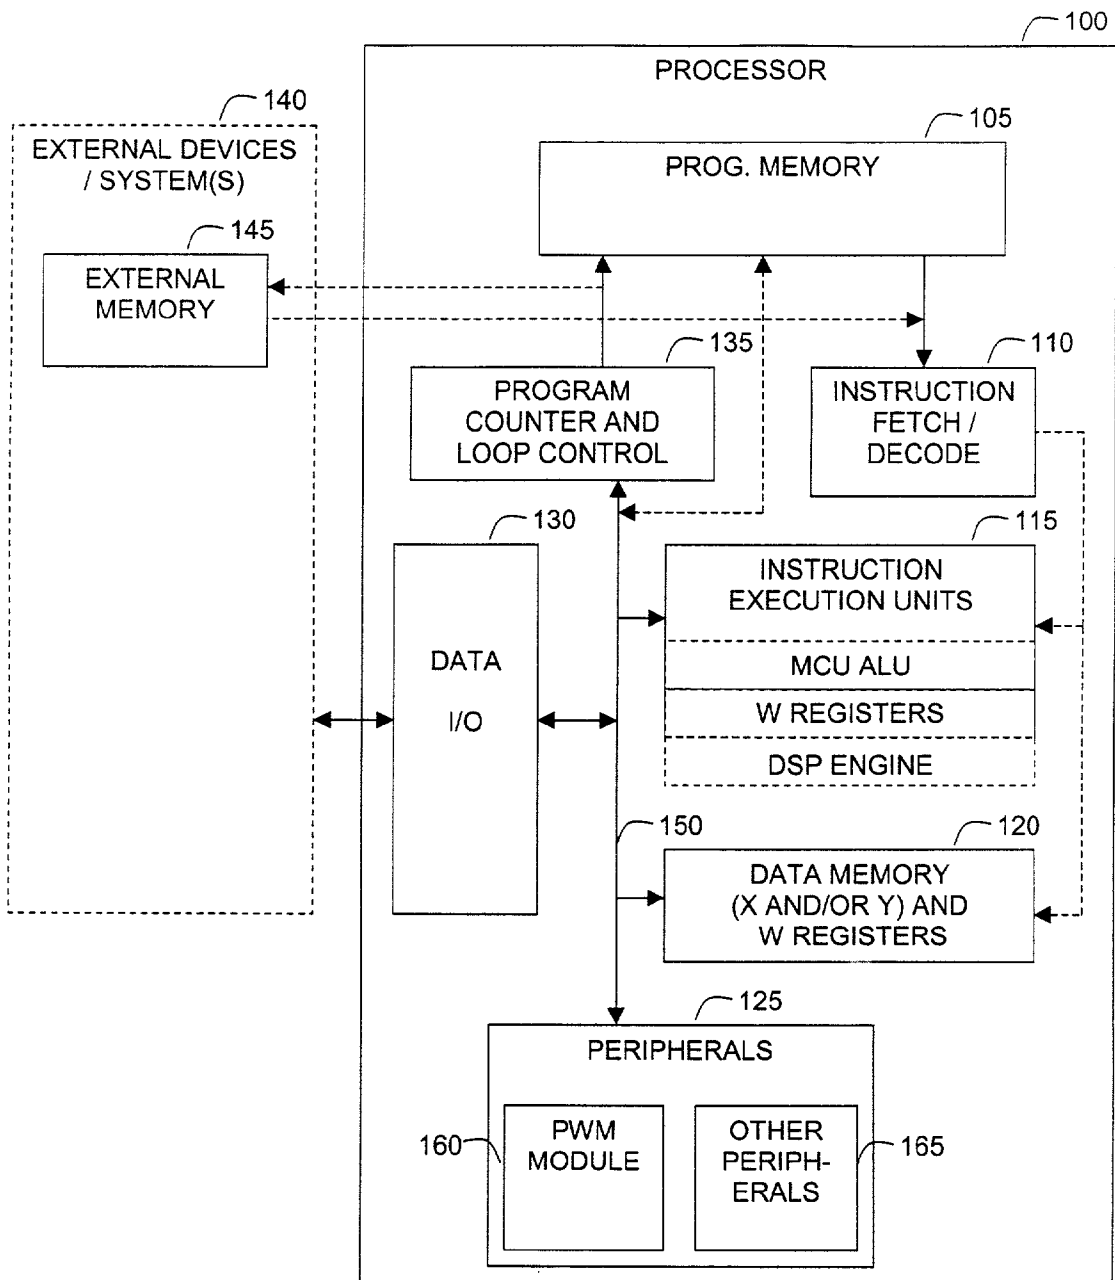 100
PROCESSOR
140
EXTERNAL DEVICES
/ SYSTEM(S)
105
PROG. MEMORY
145
EXTERNAL
MEMORY
135
PROGRAM
COUNTER AND
LOOP CONTROL
110
INSTRUCTION
FETCH /
DECODE
130
DATA
I/O
115
INSTRUCTION
EXECUTION UNITS
MCU ALU
W REGISTERS
DSP ENGINE
150
120
DATA MEMORY
(X AND/OR Y) AND
W REGISTERS
125
PERIPHERALS
160
PWM
MODULE
OTHER
PERIPH-
ERALS
165